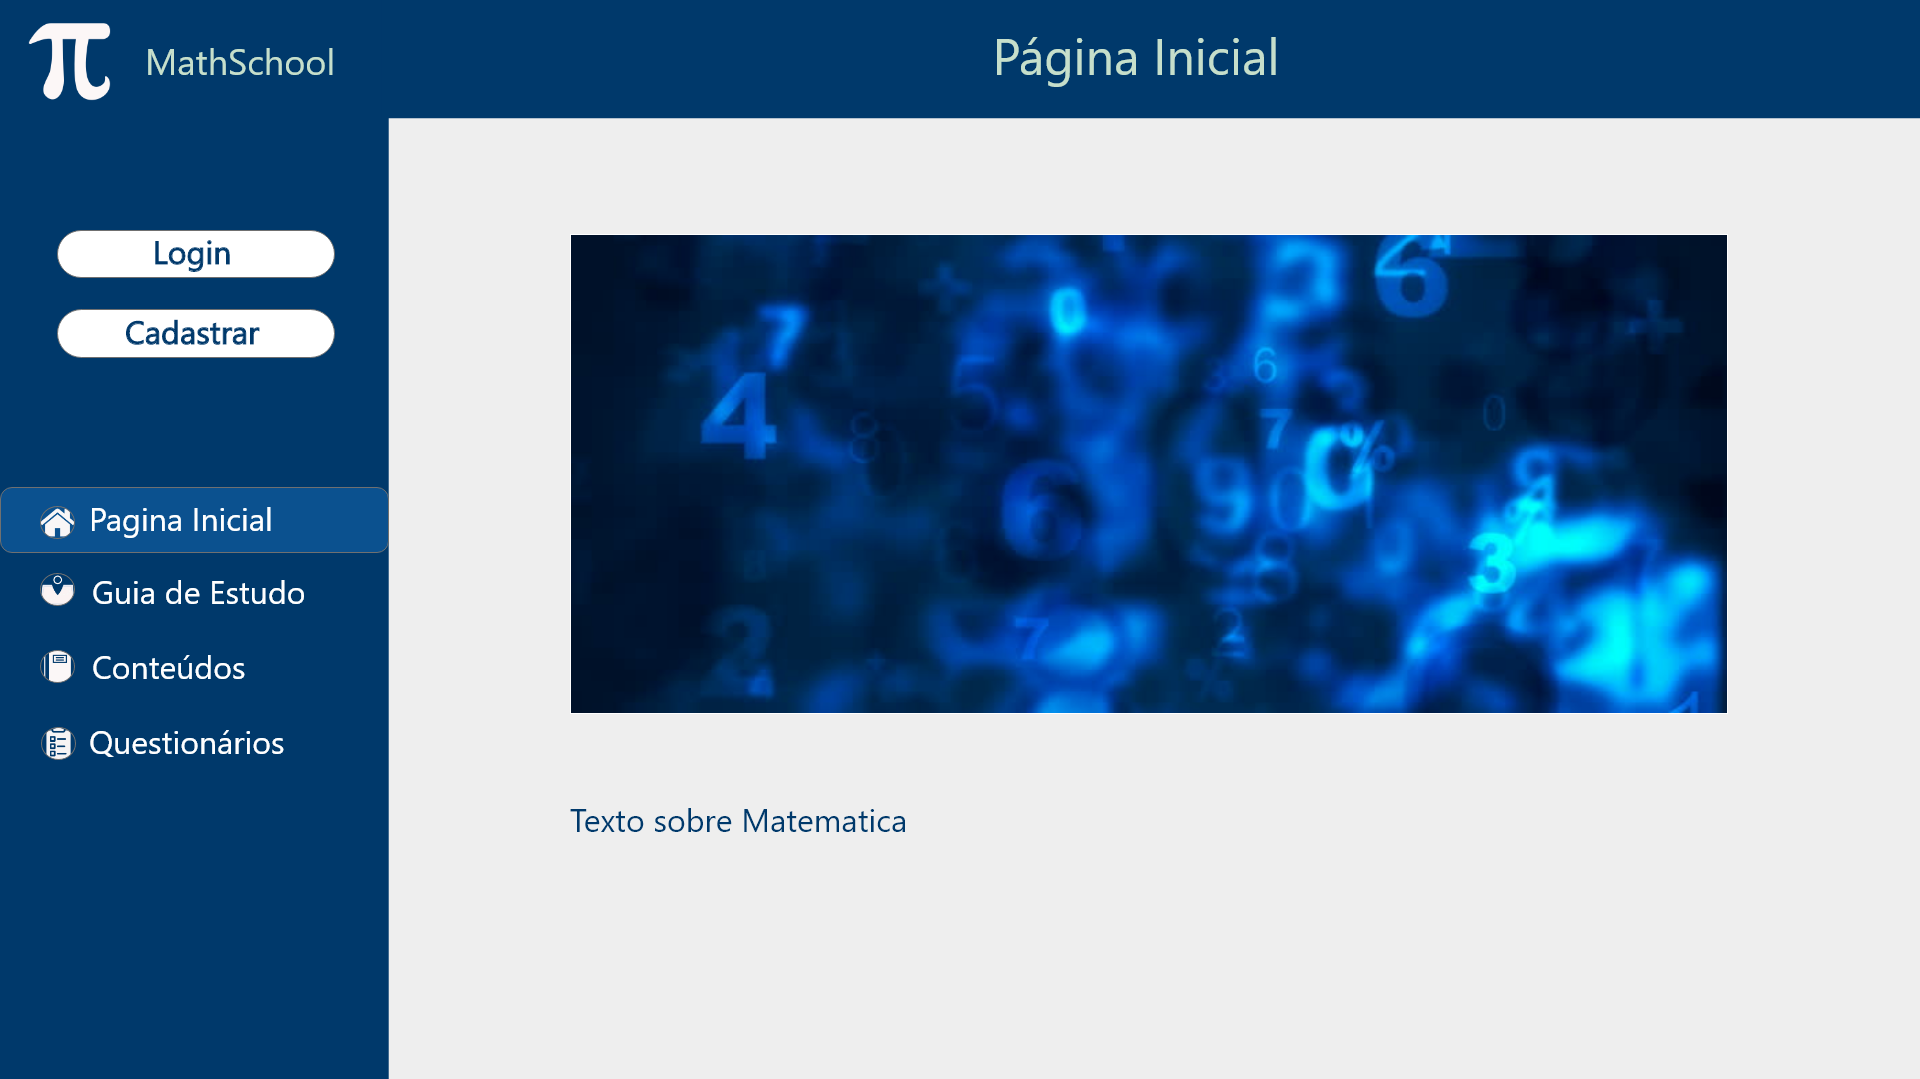 MathSchool
Página Inicial
Login
Cadastrar
Pagina Inicial
Guia de Estudo
Conteúdos
Questionários
Texto sobre Matematica